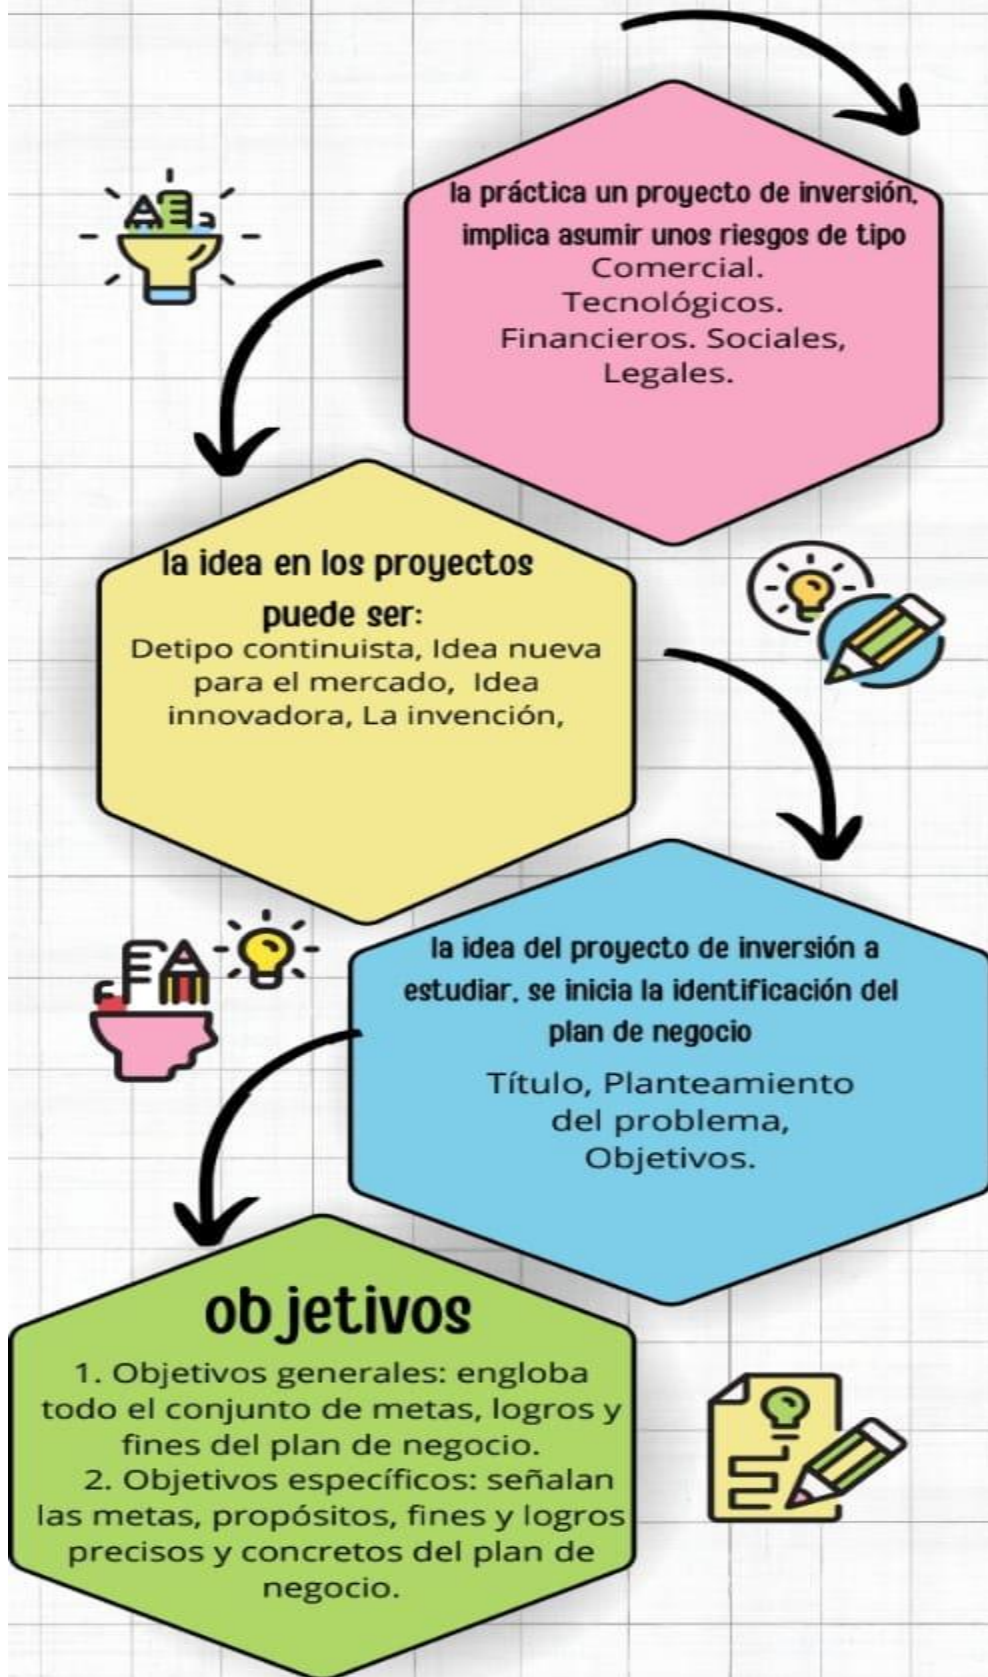 la práctica un proyecto de inversión,
implica asumir unos riesgos de tipo
Comercial.
Tecnológicos.
Financieros. Sociales,
Legales.
la idea en los proyectos
puede ser:
Detipo continuista, Idea nueva
para el mercado, Idea
innovadora, La invención,
la idea del proyecto de inversión a
estudiar, se inicia la identificación del
plan de negocio
Título, Planteamiento
del problema,
Objetivos.
objetivos
1. Objetivos generales: engloba
todo el conjunto de metas, logros y
fines del plan de negocio.
2. Objetivos específicos: señalan
las metas, propósitos, fines y logros
precisos y concretos del plan de
negocio.